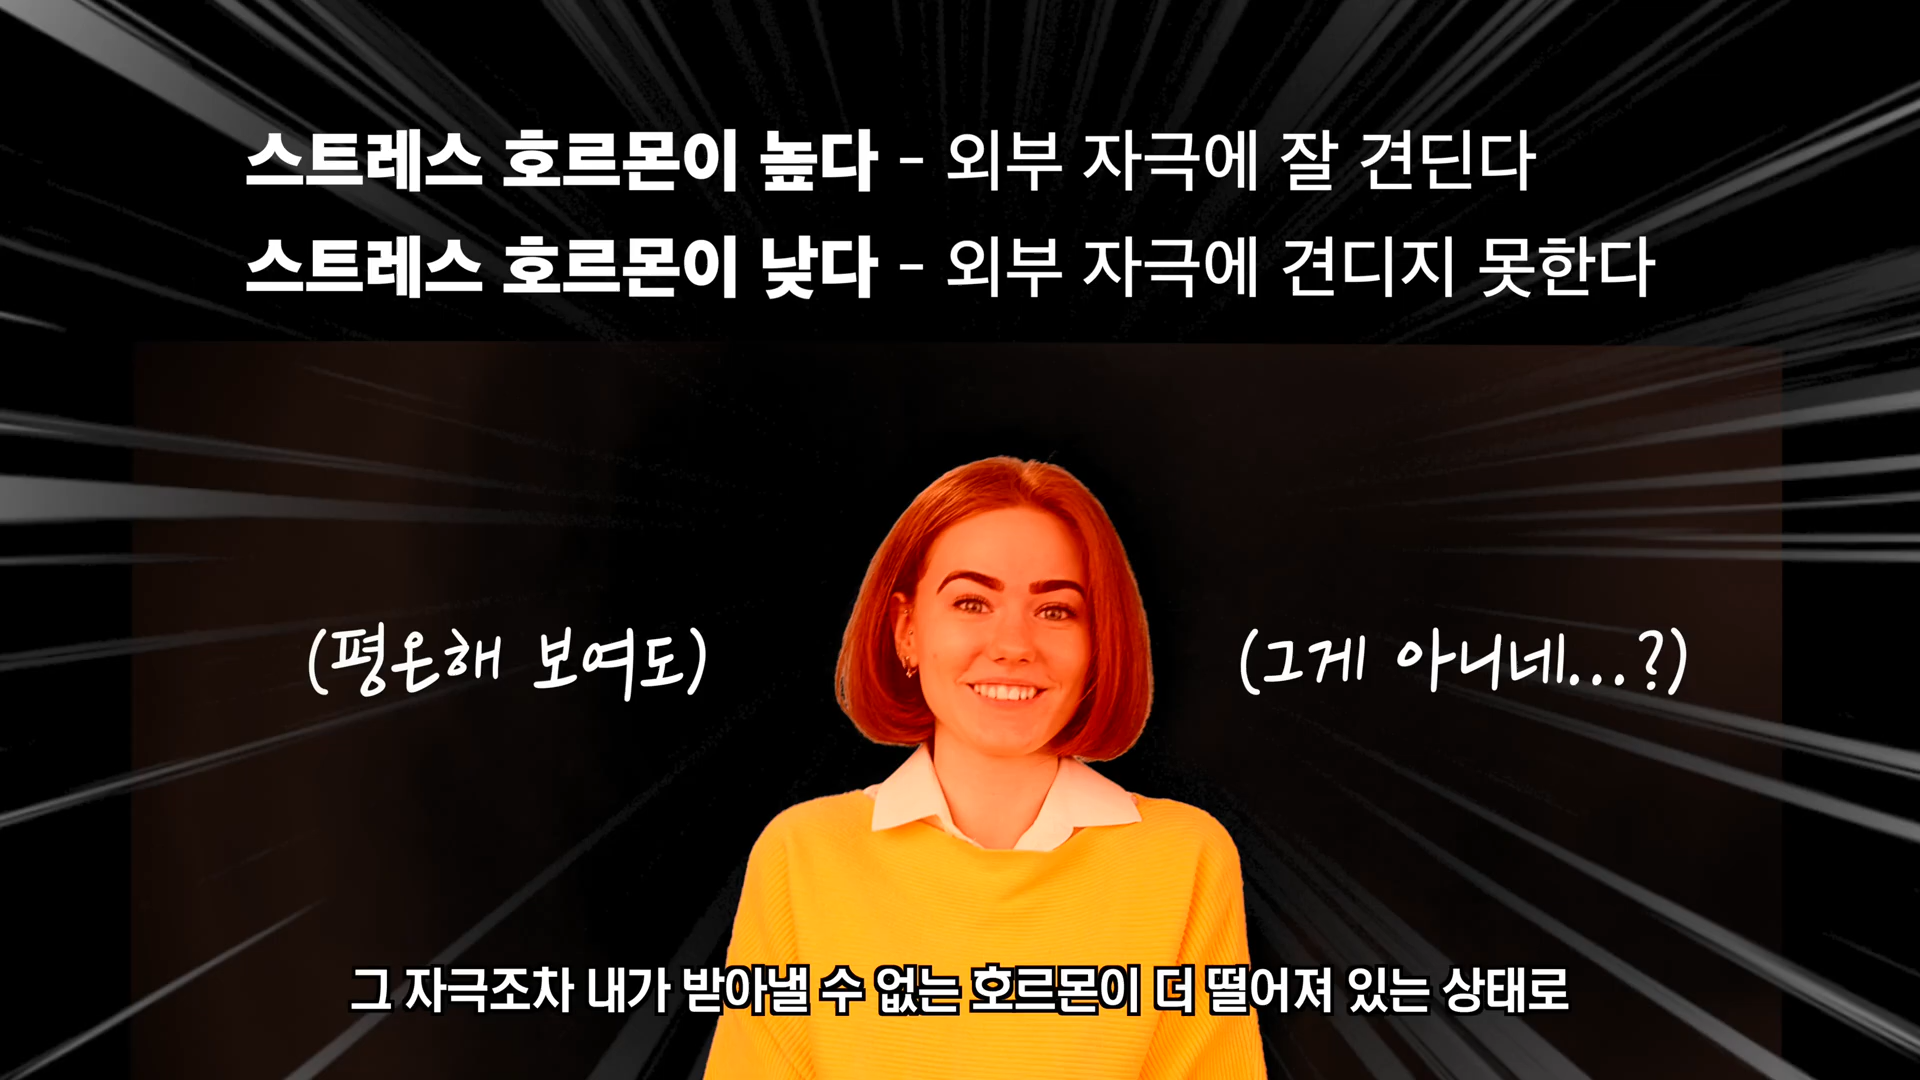 스트레스 호르몬이 높다 - 외부 자극에 잘 견딘다
스트레스 호르몬이 낮다 - 외부 자극에 견디지 못한다
(평온해 보여도)
(그게 아니네...?)
그 자극조차 내가 받아낼 수 없는 호르몬이 더 떨어져 있는 상태로